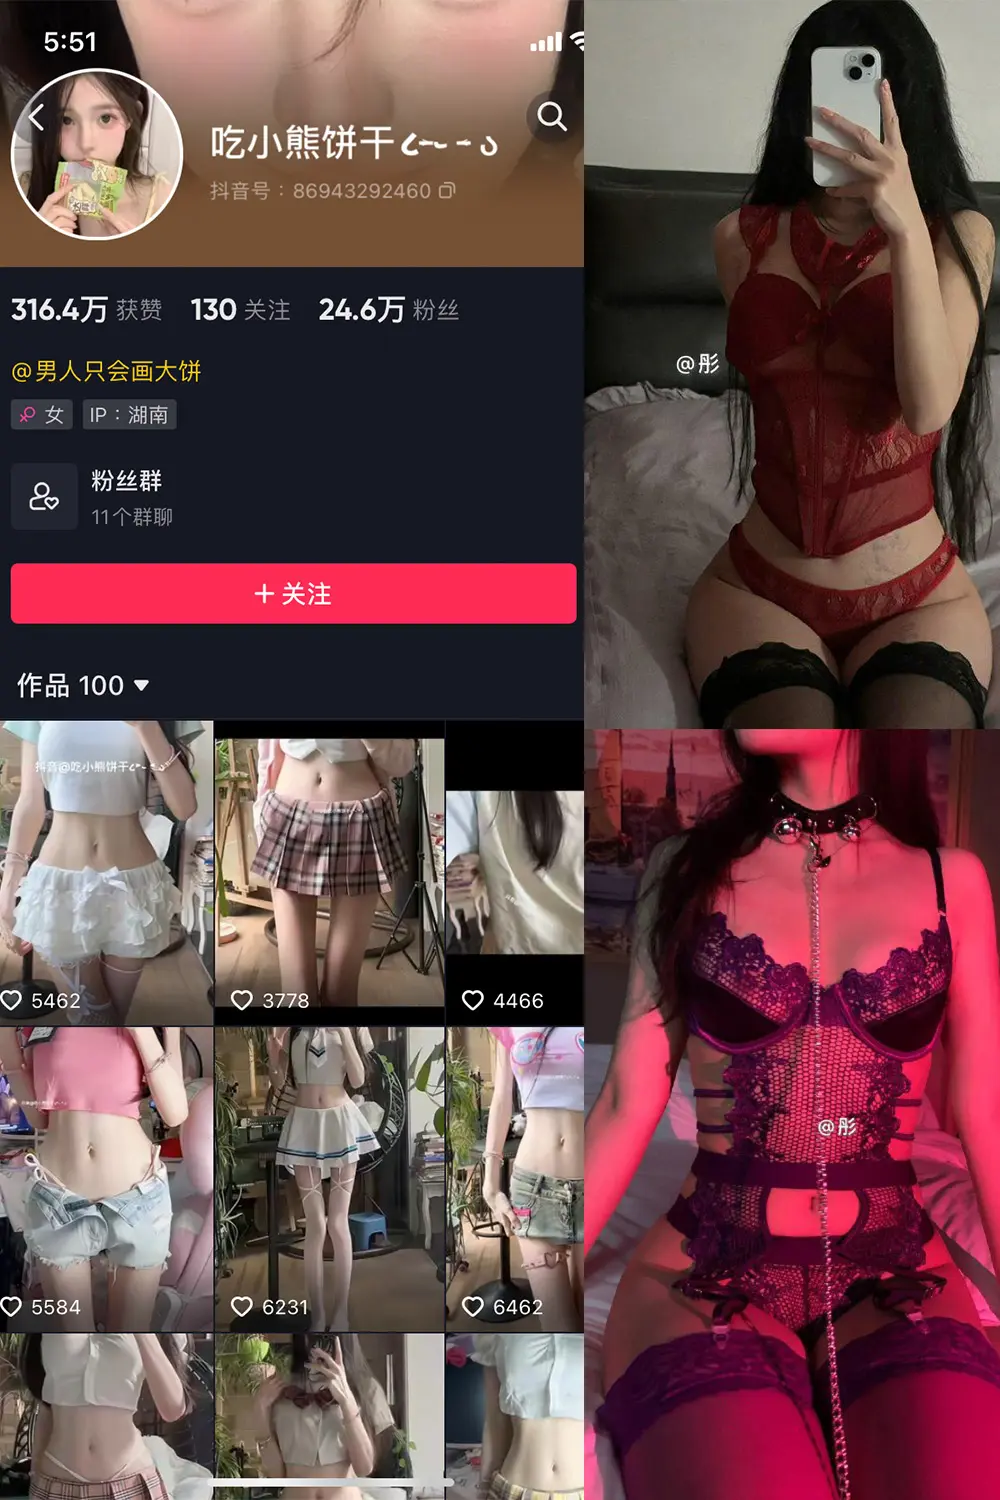 5:51
吃小熊饼干
抖音号：86943292460
316.4万 获赞 130 关注 24.6万 粉丝
@男人只会画大饼
女 IP：湖南
粉丝群
11个群聊
+ 关注
作品 100
抖音@吃小熊饼干
5462
3778
4466
5584
6231
6462
@彤
@彤